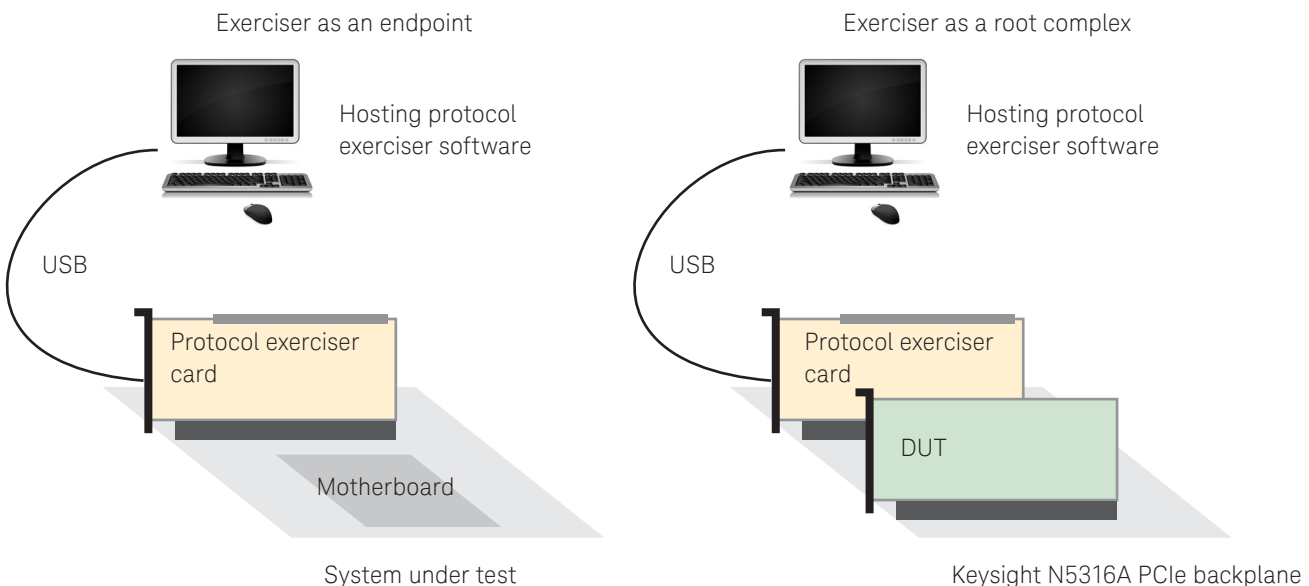 Exerciser as an endpoint
Hosting protocol
exerciser software
USB
Protocol exerciser
card
Motherboard
System under test
Exerciser as a root complex
Hosting protocol
exerciser software
USB
Protocol exerciser
card
DUT
Keysight N5316A PCIe backplane